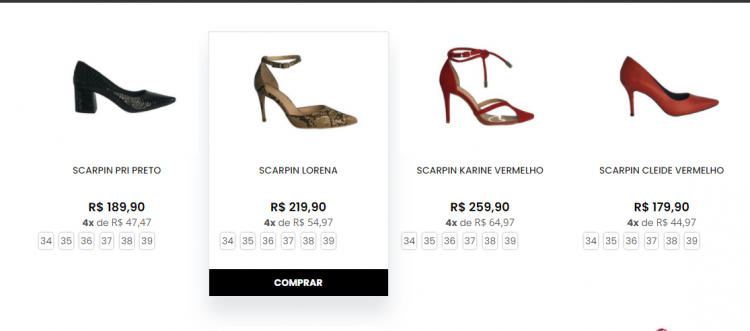 SCARPIN PRI PRETO
R$ 189,90
4x de R$ 47,47
34 35 36 37 38 39
SCARPIN LORENA
R$ 219,90
4x de R$ 54,97
34 35 36 37 38 39
COMPRAR
SCARPIN KARINE VERMELHO
R$ 259,90
4x de R$ 64,97
34 35 36 37 38 39
SCARPIN CLEIDE VERMELHO
R$ 179,90
4x de R$ 44,97
34 35 36 37 38 39